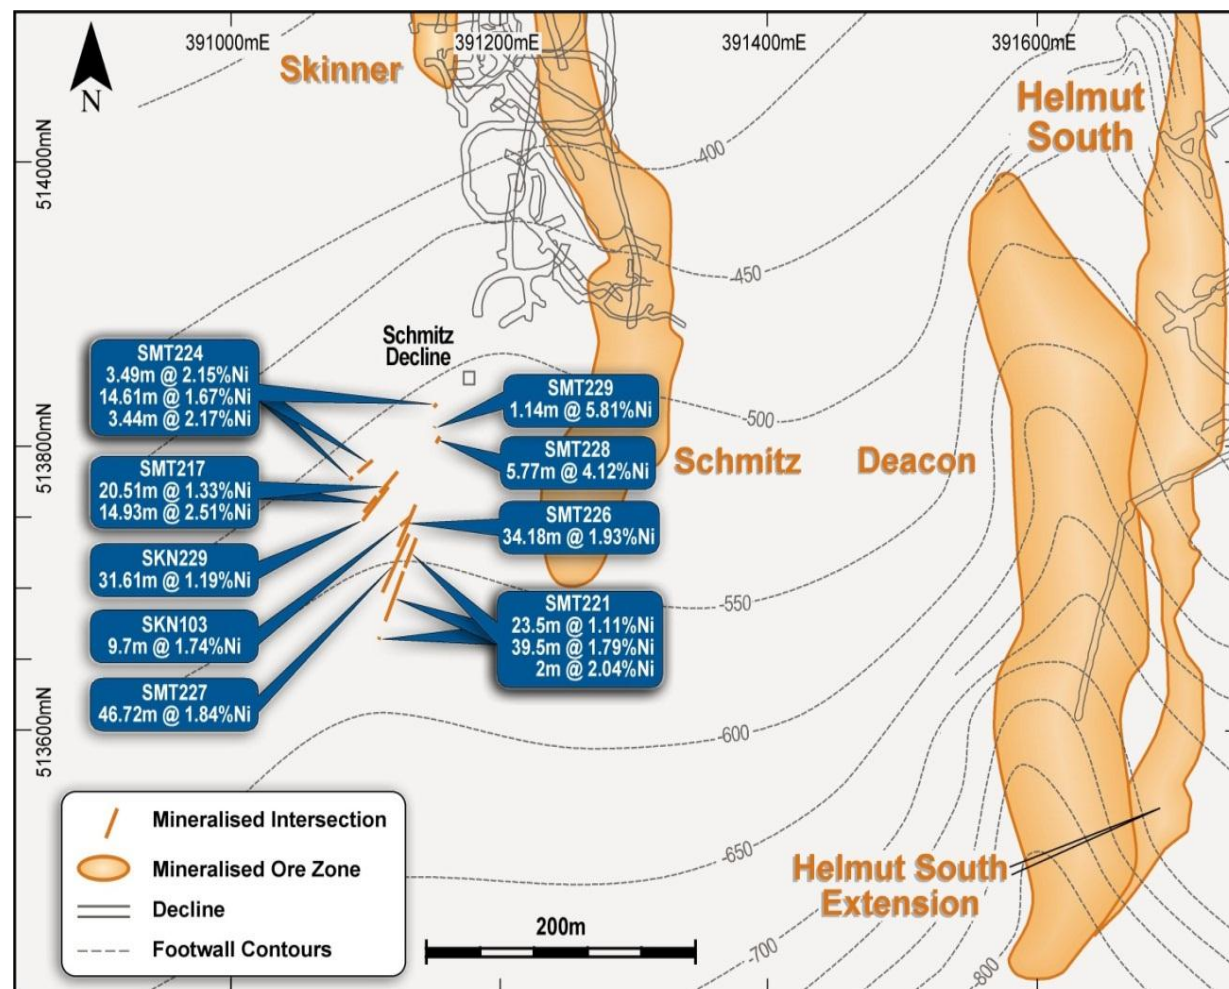 391000mE
391200mE
391400mE
391600mE
Skinner
Helmut
South
N
514000mN
-400
-450
Schmitz
Decline
SMT224
3.49m @ 2.15%Ni
14.61m @ 1.67%Ni
3.44m @ 2.17%Ni
SMT229
1.14m @ 5.81%Ni
-500
513800mN
SMT228
5.77m @ 4.12%Ni
Schmitz
Deacon
SMT217
20.51m @ 1.33%Ni
14.93m @ 2.51%Ni
SMT226
34.18m @ 1.93%Ni
SKN229
31.61m @ 1.19%Ni
-550
SMT221
23.5m @ 1.11%Ni
39.5m @ 1.79%Ni
2m @ 2.04%Ni
SKN103
9.7m @ 1.74%Ni
SMT227
46.72m @ 1.84%Ni
513600mN
-600
Mineralised Intersection
Mineralised Ore Zone
Decline
Footwall Contours
-650
Helmut South
Extension
200m
-700
-800